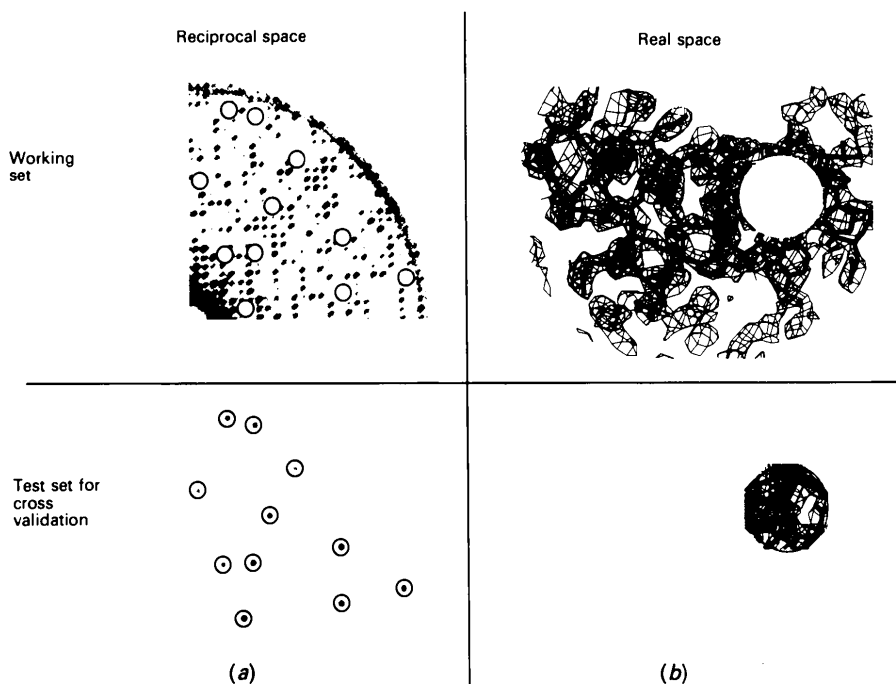 Reciprocal space
Real space
Working
set
Test set for
cross
validation
(a)
(b)